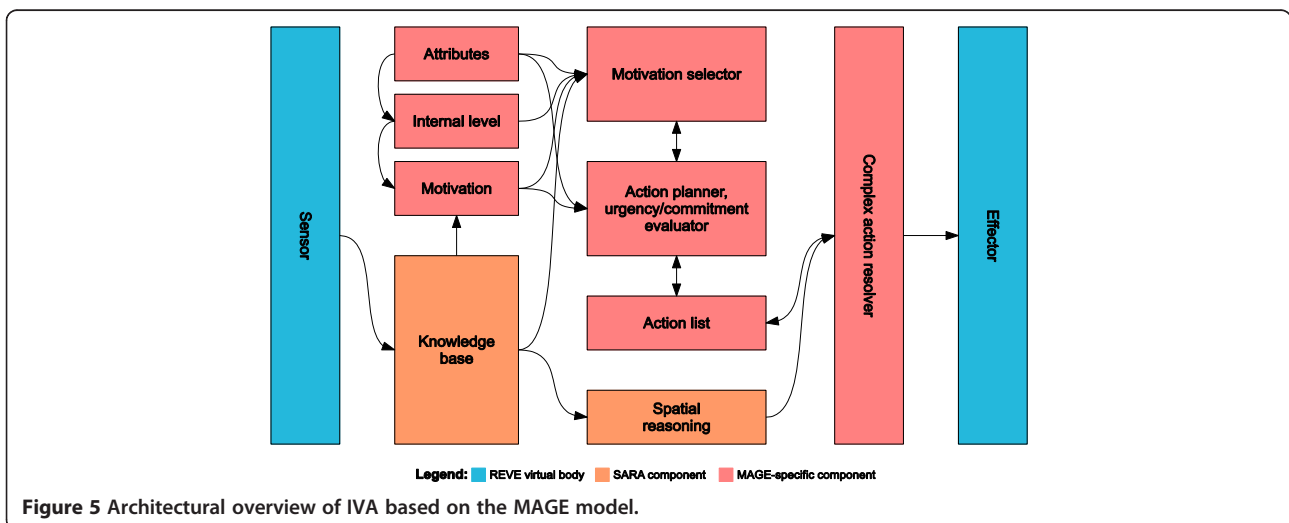 Sensor
Attributes
Internal level
Motivation
Knowledge
base
Motivation selector
Action planner,
urgency/commitment
evaluator
Action list
Spatial
reasoning
Complex action resolver
Effector
Legend: REVE virtual body SARA component MAGE-specific component
Figure 5 Architectural overview of IVA based on the MAGE model.